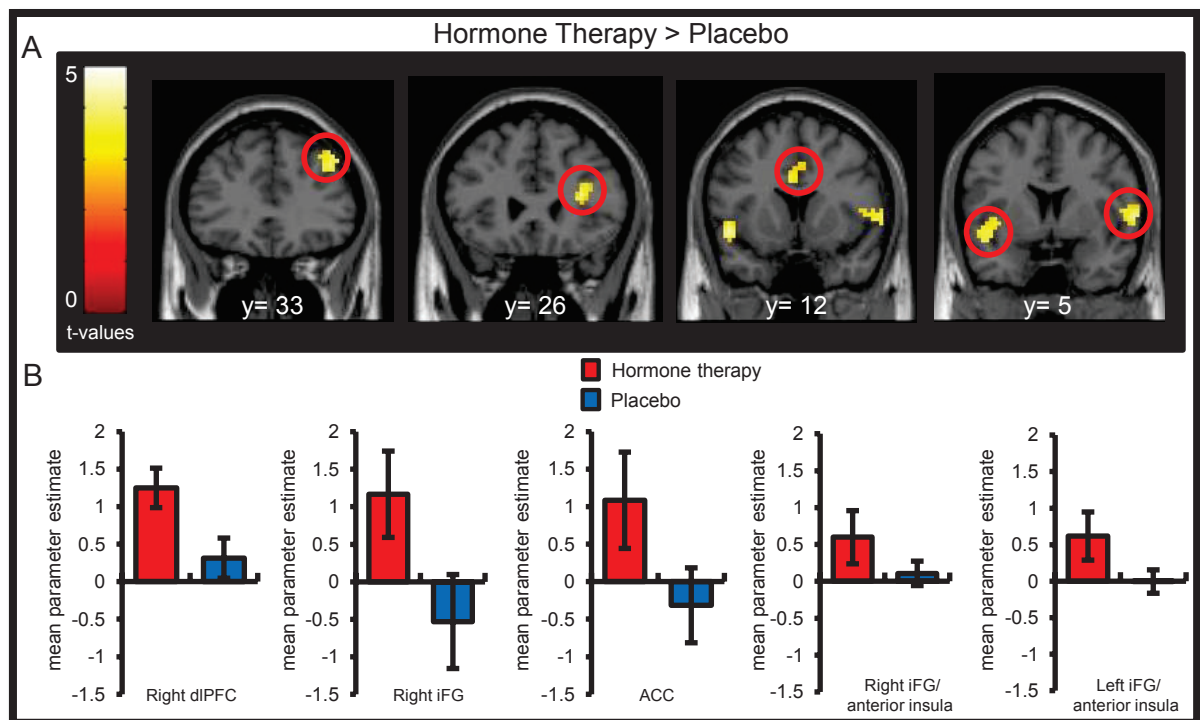 A
Hormone Therapy > Placebo
5
0
t-values
y= 33
y= 26
y= 12
y= 5
B
Hormone therapy
Placebo
mean parameter estimate
2
1.5
1
0.5
0
-0.5
-1
-1.5
Right dlPFC
mean parameter estimate
2
1.5
1
0.5
0
-0.5
-1
-1.5
Right iFG
mean parameter estimate
2
1.5
1
0.5
0
-0.5
-1
-1.5
ACC
mean parameter estimate
2
1.5
1
0.5
0
-0.5
-1
-1.5
Right iFG/
anterior insula
mean parameter estimate
2
1.5
1
0.5
0
-0.5
-1
-1.5
Left iFG/
anterior insula